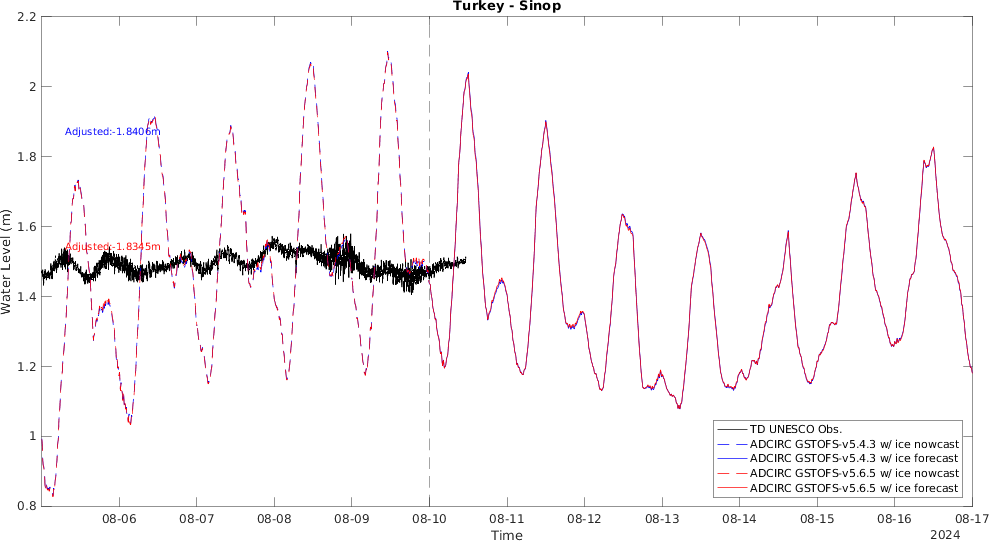 Turkey - Sinop
Water Level (m)
2.2
2
1.8
1.6
1.4
1.2
1
0.8
Adjusted:-1.8406m
Adjusted:-1.8345m
TD UNESCO Obs.
ADCIRC GSTOFS-v5.4.3 w/ ice nowcast
ADCIRC GSTOFS-v5.4.3 w/ ice forecast
ADCIRC GSTOFS-v5.6.5 w/ ice nowcast
ADCIRC GSTOFS-v5.6.5 w/ ice forecast
08-06 08-07 08-08 08-09 08-10 08-11 08-12 08-13 08-14 08-15 08-16 08-17
Time
2024